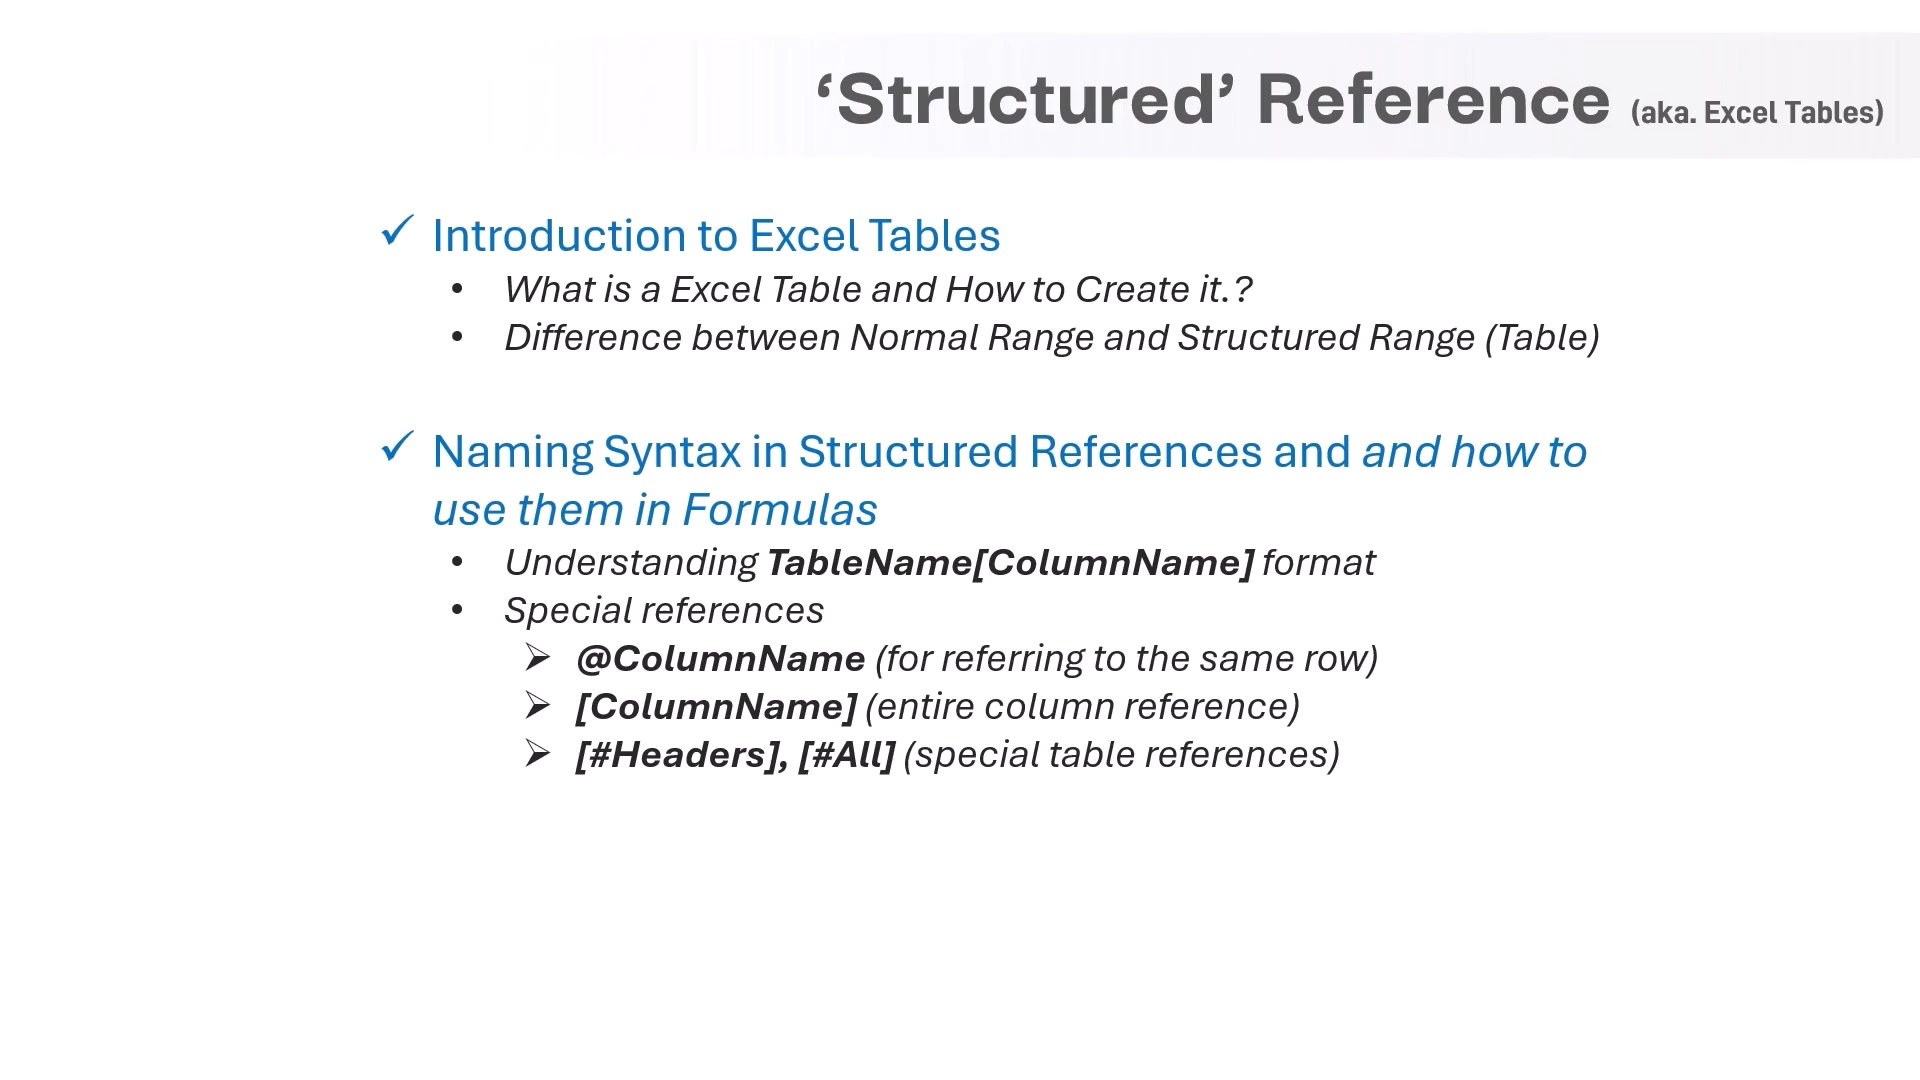 ‘Structured’ Reference (aka. Excel Tables)
✓ Introduction to Excel Tables
• What is a Excel Table and How to Create it.?
• Difference between Normal Range and Structured Range (Table)
✓ Naming Syntax in Structured References and and how to
use them in Formulas
• Understanding TableName[ColumnName] format
• Special references
➢ @ColumnName (for referring to the same row)
➢ [ColumnName] (entire column reference)
➢ [#Headers], [#All] (special table references)